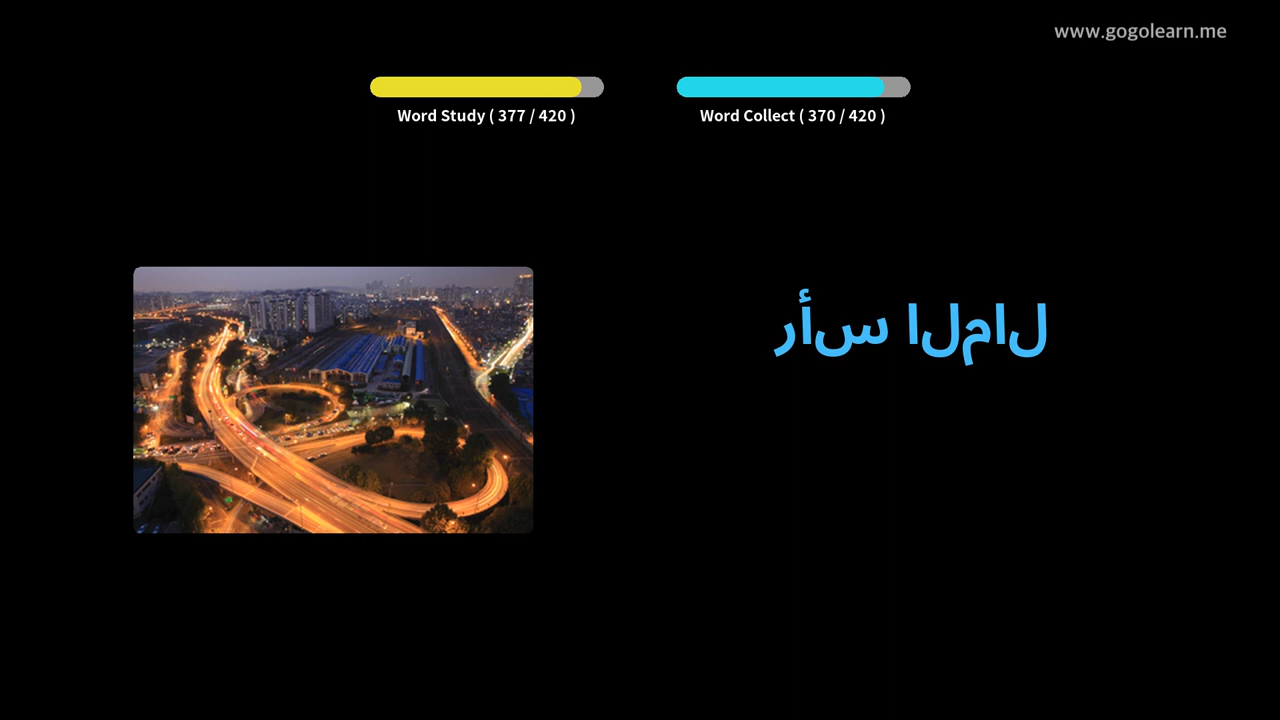 www.gogolearn.me
Word Study ( 377 / 420 ) Word Collect ( 370 / 420 )
رأس المال